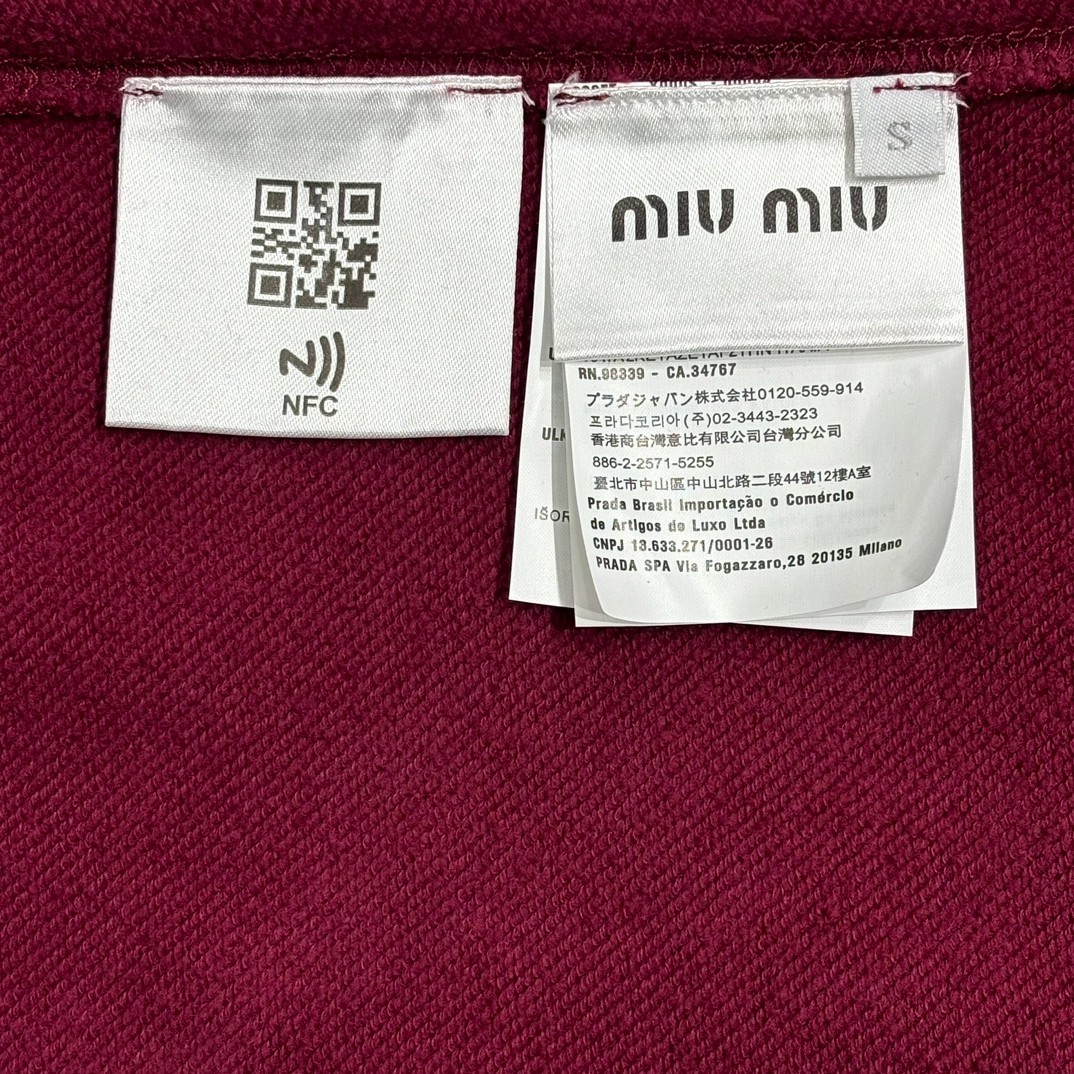 NFC
S
miu miu
RN.98339 - CA.34767
プラダジャパン株式会社0120-559-914
프라다코리아(주)02-3443-2323
香港商台灣意比有限公司台灣分公司
886-2-2571-5255
臺北市中山區中山北路二段44號12樓A室
Prada Brasil Importação o Comércio
de Artigos de Luxo Ltda
CNPJ 13.633.271/0001-26
PRADA SPA Via Fogazzaro,28 20135 Milano